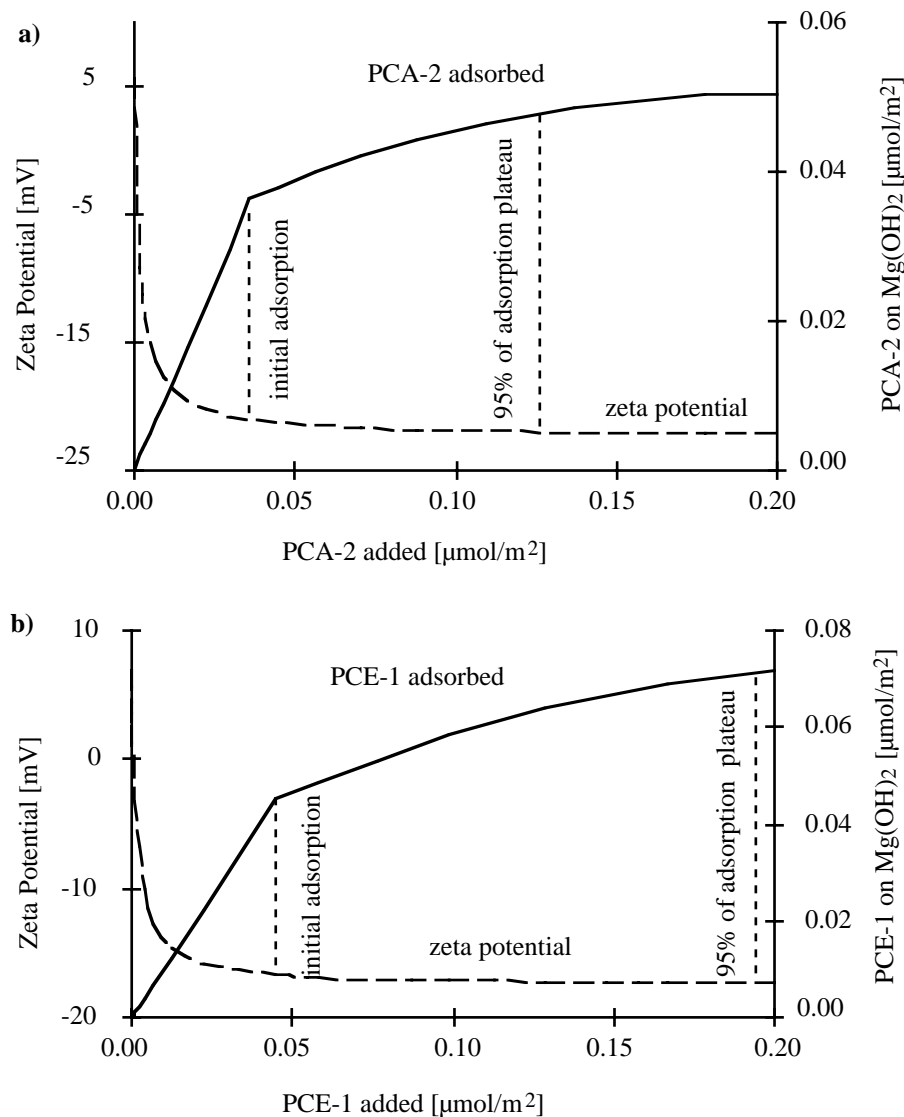 a)
0.06
PCA-2 adsorbed
5
0.04
-5
-15
0.02
-25
0.00
Zeta Potential [mV]
initial adsorption
95% of adsorption plateau
zeta potential
PCA-2 on Mg(OH)2 [µmol/m2]
0.00
0.05
0.10
0.15
0.20
PCA-2 added [µmol/m2]
b)
10
0.08
PCE-1 adsorbed
0.06
0
0.04
-10
0.02
-20
0.00
Zeta Potential [mV]
initial adsorption
zeta potential
95% of adsorption plateau
PCE-1 on Mg(OH)2 [µmol/m2]
0.00
0.05
0.10
0.15
0.20
PCE-1 added [µmol/m2]